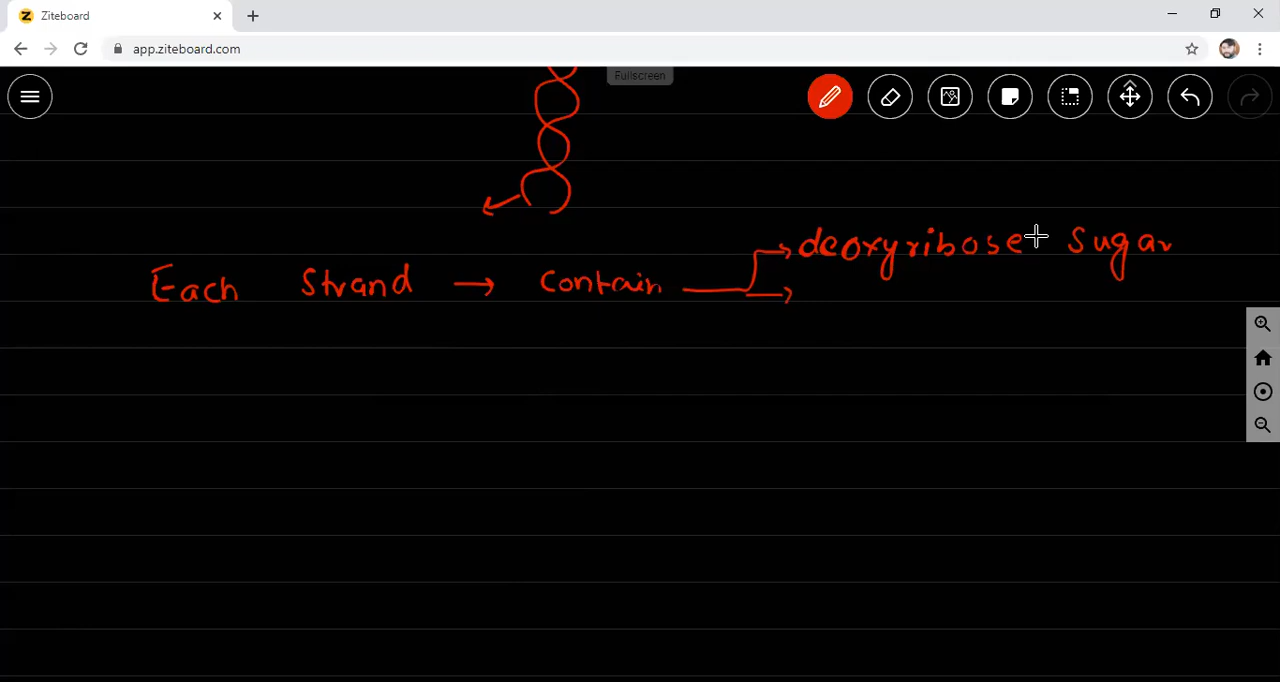 Ziteboard
app.ziteboard.com
Fullscreen
deoxyribose Sugar
Each Strand → Contain →